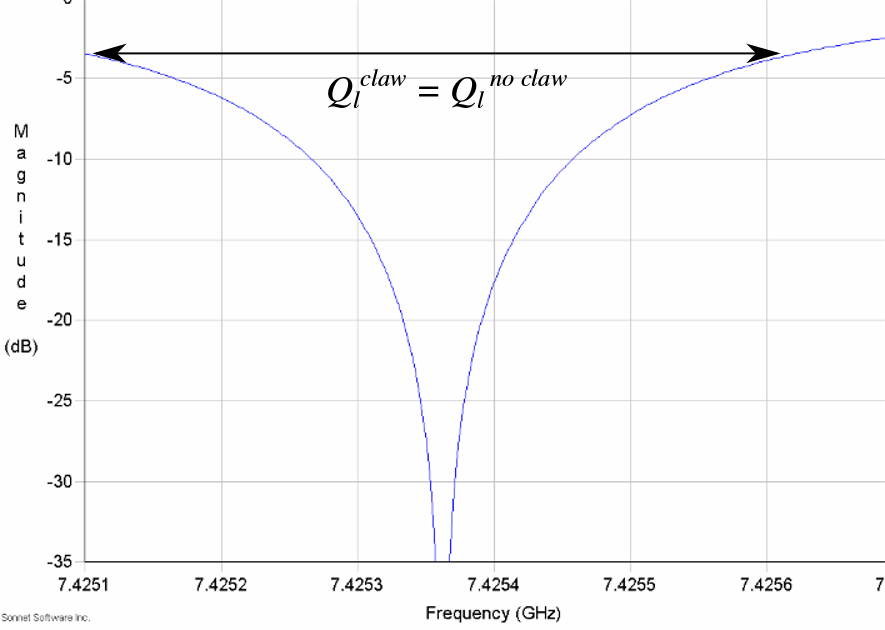 0
Q_l^claw = Q_l^no claw
-5
-10
-15
-20
-25
-30
-35
Magnitude
(dB)
7.4251 7.4252 7.4253 7.4254 7.4255 7.4256 7
Frequency (GHz)
Sonnet Software Inc.